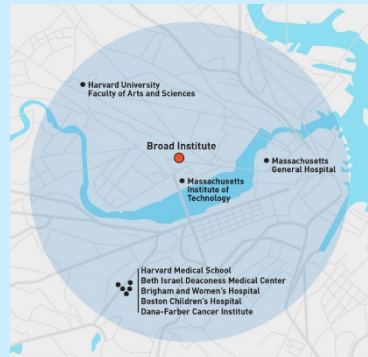 Harvard University
Faculty of Arts and Sciences
Broad Institute
Massachusetts
General Hospital
Massachusetts
Institute of
Technology
Harvard Medical School
Beth Israel Deaconess Medical Center
Brigham and Women's Hospital
Boston Children's Hospital
Dana-Farber Cancer Institute